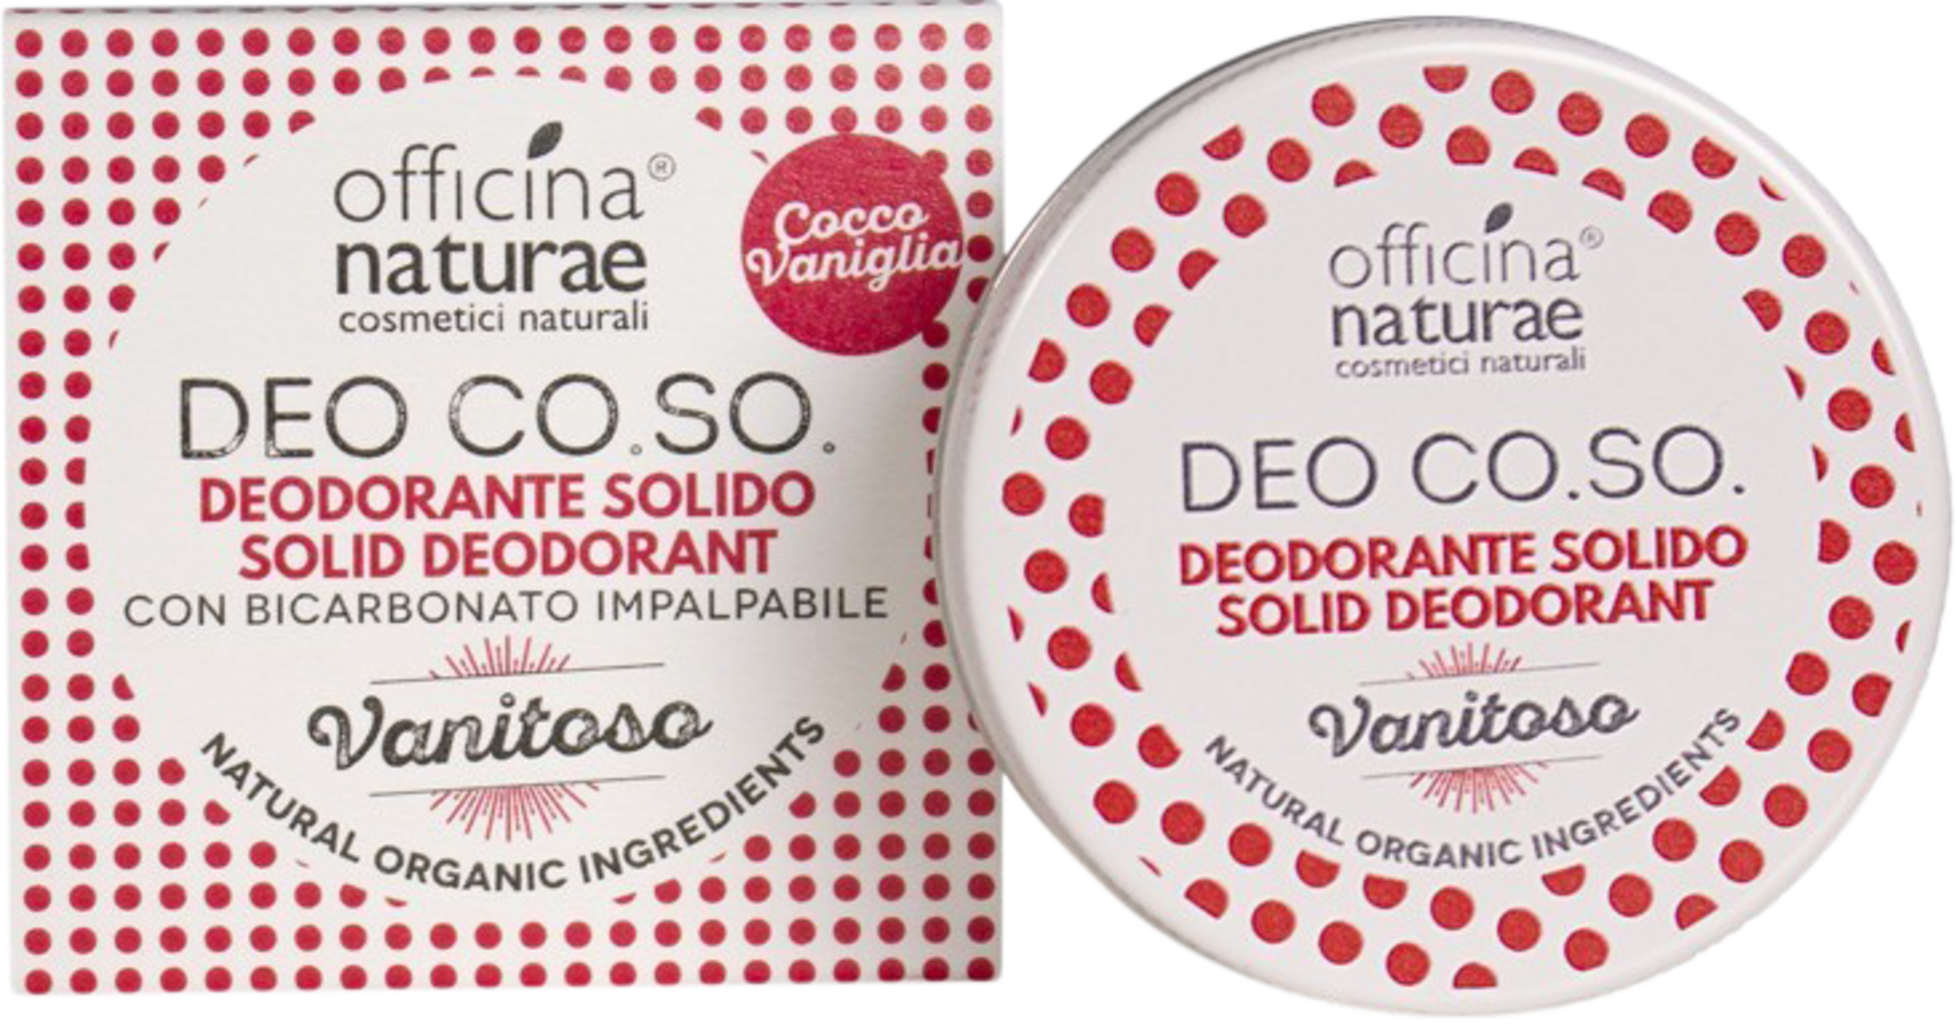 officina®
naturae
cosmetici naturali
Cocco
Vaniglia
DEO CO.SO.
DEODORANTE SOLIDO
SOLID DEODORANT
CON BICARBONATO IMPALPABILE
Vanitoso
NATURAL ORGANIC INGREDIENTS
officina®
naturae
cosmetici naturali
DEO CO.SO.
DEODORANTE SOLIDO
SOLID DEODORANT
Vanitoso
NATURAL ORGANIC INGREDIENTS